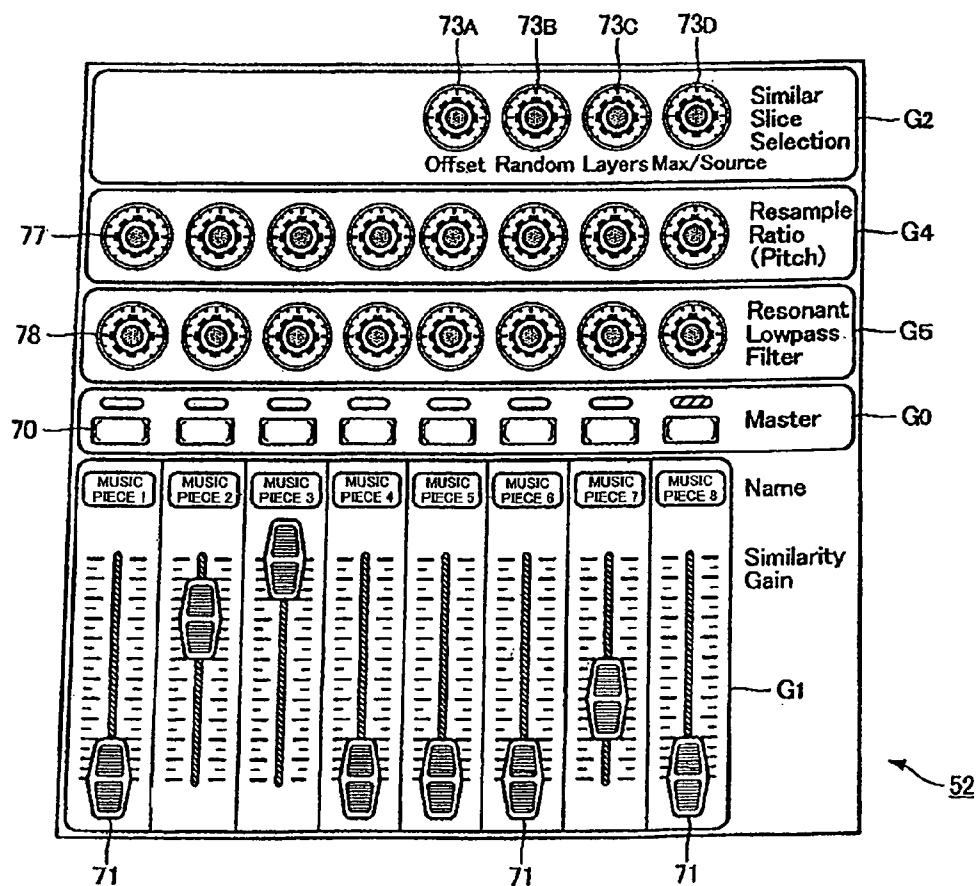 73A 73B 73C 73D
Similar
Slice
Selection
G2
Offset Random Layers Max/Source
77
Resample
Ratio
(Pitch)
G4
78
Resonant
Lowpass
Filter
G5
70
Master
G0
MUSIC PIECE 1
MUSIC PIECE 2
MUSIC PIECE 3
MUSIC PIECE 4
MUSIC PIECE 5
MUSIC PIECE 6
MUSIC PIECE 7
MUSIC PIECE 8
Name
Similarity
Gain
G1
52
71 71 71